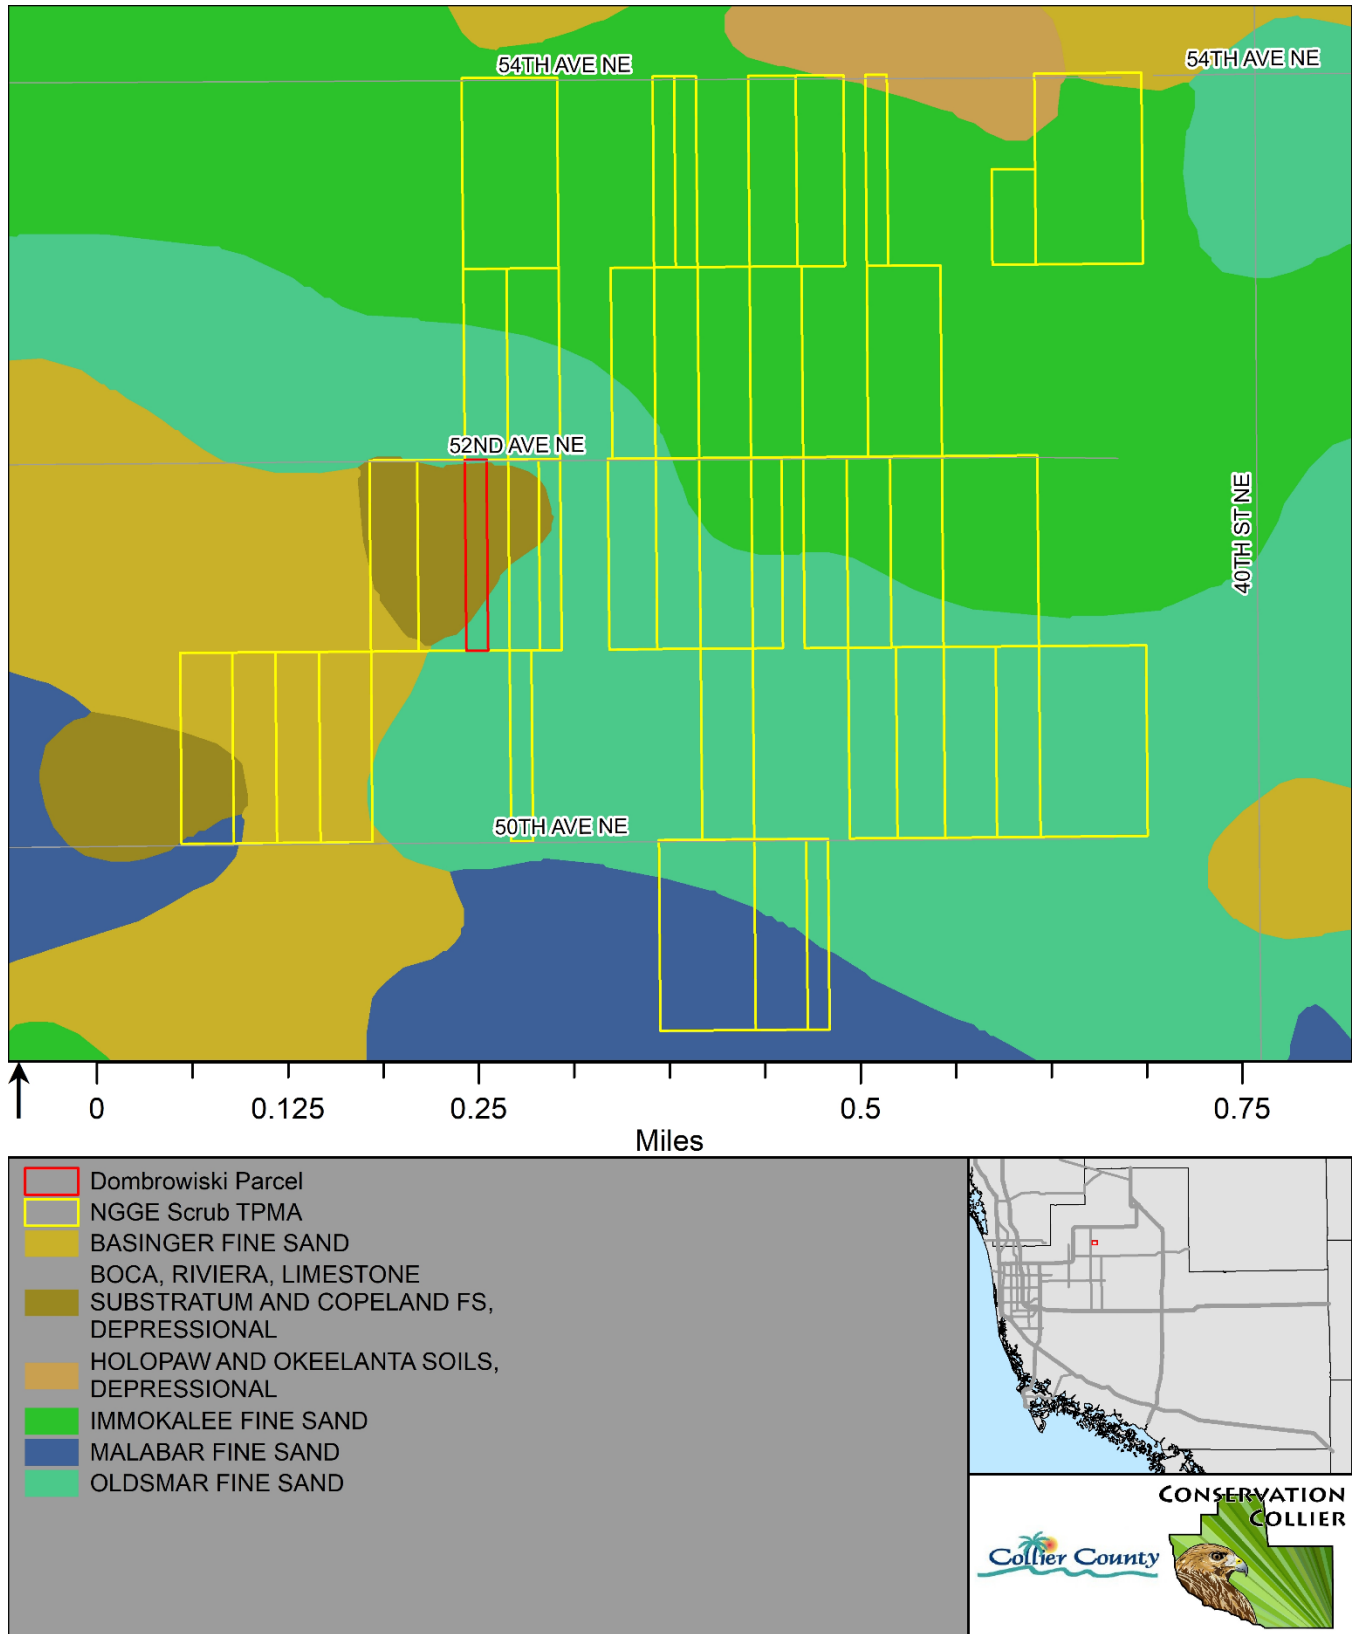 54TH AVE NE
54TH AVE NE
52ND AVE NE
40TH ST NE
50TH AVE NE
0 0.125 0.25 0.5 0.75
Miles
Dombrowiski Parcel
NGGE Scrub TPMA
BASINGER FINE SAND
BOCA, RIVIERA, LIMESTONE
SUBSTRATUM AND COPELAND FS,
DEPRESSIONAL
HOLOPAW AND OKEELANTA SOILS,
DEPRESSIONAL
IMMOKALEE FINE SAND
MALABAR FINE SAND
OLDSMAR FINE SAND
CONSERVATION
COLLIER
Collier County